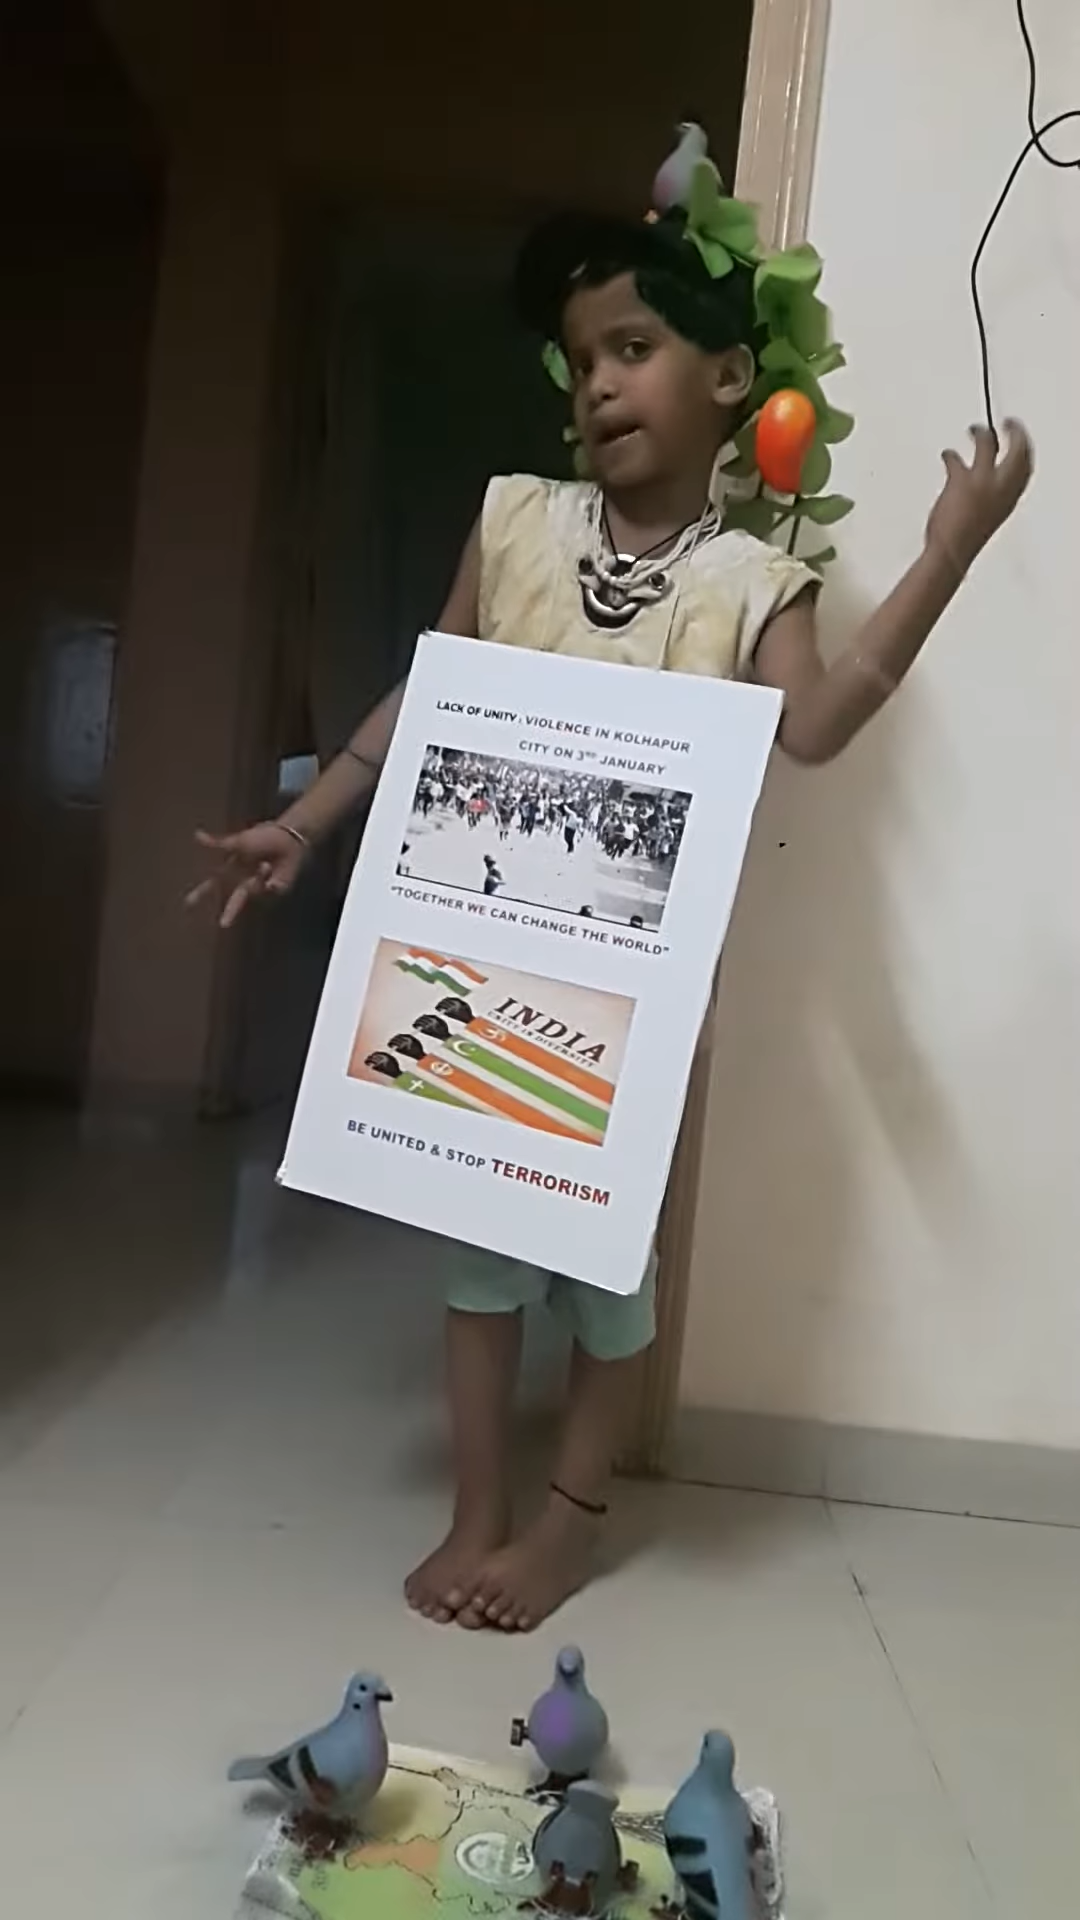 LACK OF UNITY : VIOLENCE IN KOLHAPUR
CITY ON 3RD JANUARY
"TOGETHER WE CAN CHANGE THE WORLD"
INDIA
UNITY IN DIVERSITY
BE UNITED & STOP TERRORISM